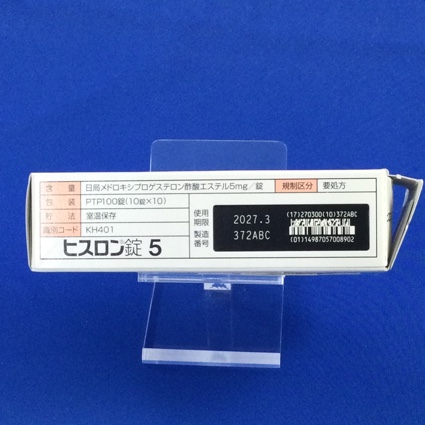 含 量 日局メドロキシプロゲステロン酢酸エステル5mg/錠 規制区分 要処方
包 装 PTP100錠(10錠×10)
貯 法 室温保存
識別コード KH401
ヒスロン®錠 5
使用期限 2027.3
製造番号 372ABC
(17)270300(10)372ABC
(01)14987057008902